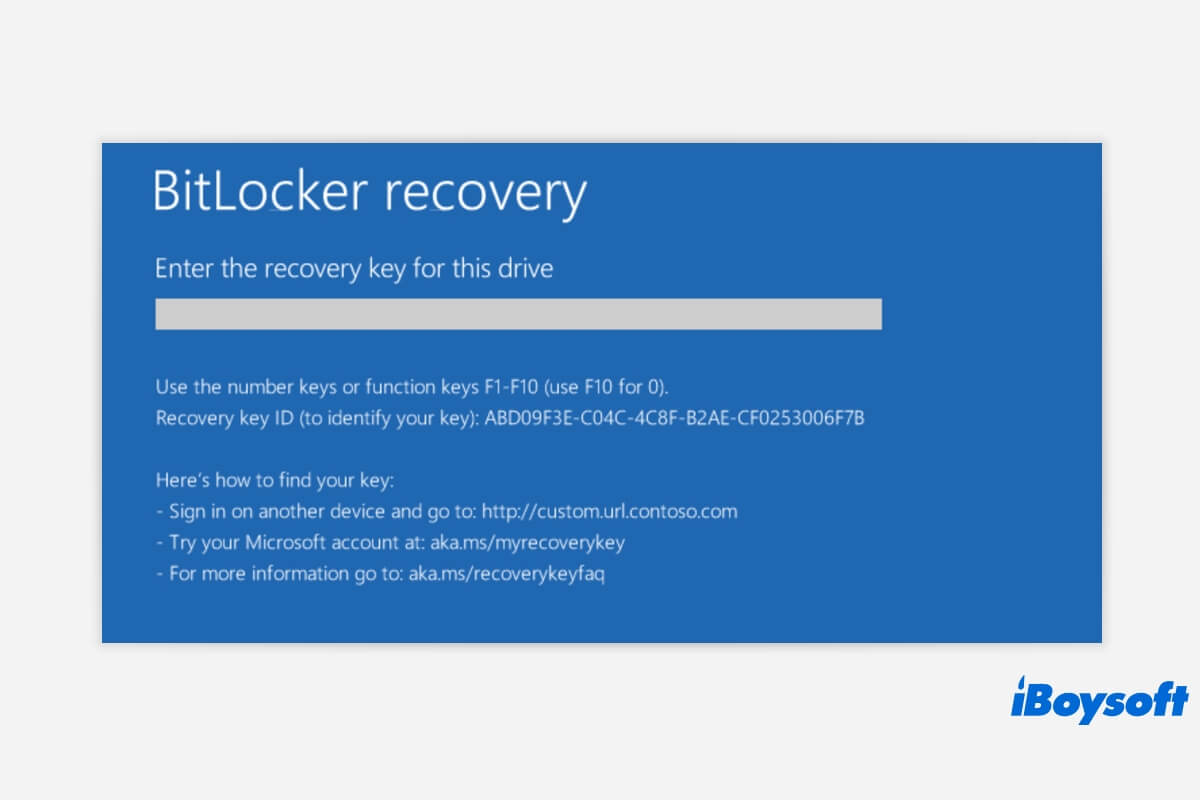 BitLocker recovery
Enter the recovery key for this drive
Use the number keys or function keys F1-F10 (use F10 for 0).
Recovery key ID (to identify your key): ABD09F3E-C04C-4C8F-B2AE-CF0253006F7B
Here's how to find your key:
- Sign in on another device and go to: http://custom.url.contoso.com
- Try your Microsoft account at: aka.ms/myrecoverykey
- For more information go to: aka.ms/recoverykeyfaq
iBoysoft